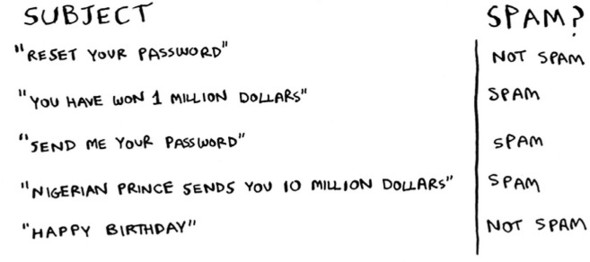 SUBJECT SPAM?
"RESET YOUR PASSWORD" NOT SPAM
"YOU HAVE WON 1 MILLION DOLLARS" SPAM
"SEND ME YOUR PASSWORD" SPAM
"NIGERIAN PRINCE SENDS YOU 10 MILLION DOLLARS" SPAM
"HAPPY BIRTHDAY" NOT SPAM